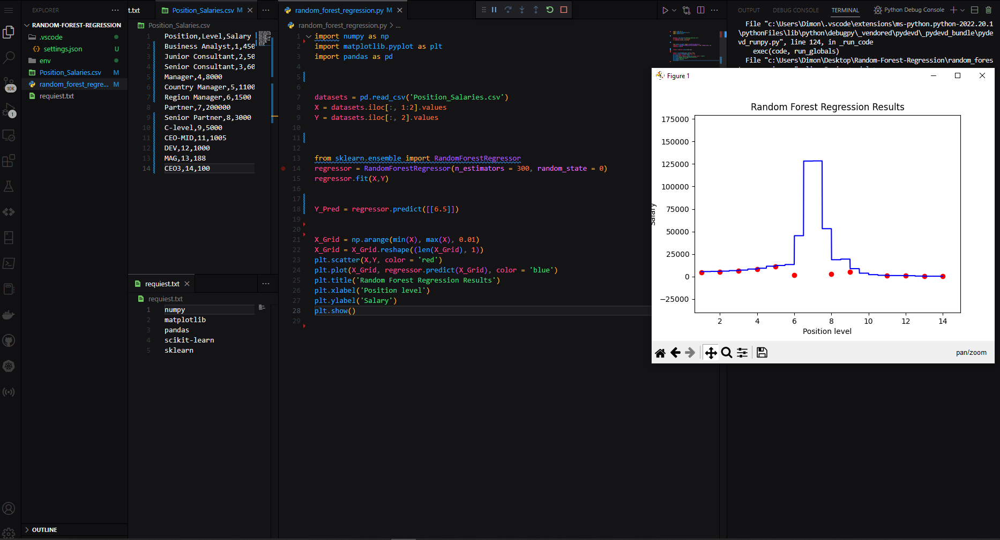 EXPLORER
RANDOM-FOREST-REGRESSION
.vscode
settings.json
U
env
Position_Salaries.csv
M
random_forest_regre...
M
requiest.txt
10K
1
OUTLINE
t.txt
Position_Salaries.csv M
Position_Salaries.csv
1 Position,Level,Salary
2 Business Analyst,1,450
3 Junior Consultant,2,50
4 Senior Consultant,3,60
5 Manager,4,8000
6 Country Manager,5,1100
7 Region Manager,6,1500
8 Partner,7,200000
9 Senior Partner,8,3000
10 C-level,9,5000
11 CEO-MID,11,1005
12 DEV,12,1000
13 MAG,13,188
14 CEO3,14,100
requiest.txt
requiest.txt
1 numpy
2 matplotlib
3 pandas
4 scikit-learn
5 sklearn
random_forest_regression.py M
random_forest_regression.py > ...
1 import numpy as np
2 import matplotlib.pyplot as plt
3 import pandas as pd
4
5
6
7 datasets = pd.read_csv('Position_Salaries.csv')
8 X = datasets.iloc[:, 1:2].values
9 Y = datasets.iloc[:, 2].values
10
11
12
13 from sklearn.ensemble import RandomForestRegressor
14 regressor = RandomForestRegressor(n_estimators = 300, random_state = 0)
15 regressor.fit(X,Y)
16
17
18 Y_Pred = regressor.predict([[6.5]])
19
20
21 X_Grid = np.arange(min(X), max(X), 0.01)
22 X_Grid = X_Grid.reshape((len(X_Grid), 1))
23 plt.scatter(X,Y, color = 'red')
24 plt.plot(X_Grid, regressor.predict(X_Grid), color = 'blue')
25 plt.title('Random Forest Regression Results')
26 plt.xlabel('Position level')
27 plt.ylabel('Salary')
28 plt.show()
29
OUTPUT DEBUG CONSOLE TERMINAL Python Debug Console
File "c:\Users\Dimon\.vscode\extensions\ms-python.python-2022.20.1
\pythonFiles\lib\python\debugpy\_vendored\pydevd\_pydevd_bundle\pyde
vd_runpy.py", line 124, in _run_code
exec(code, run_globals)
File "c:\Users\Dimon\Desktop\Random-Forest-Regression\random_fores
Figure 1
Random Forest Regression Results
175000
150000
125000
100000
75000
50000
25000
0
−25000
Salary
2 4 6 8 10 12 14
Position level
pan/zoom